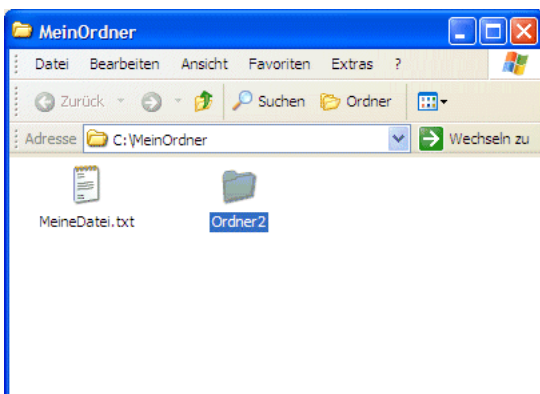 MeinOrdner
Datei Bearbeiten Ansicht Favoriten Extras ?
Zurück Suchen Ordner
Adresse C:\MeinOrdner Wechseln zu
MeineDatei.txt Ordner2